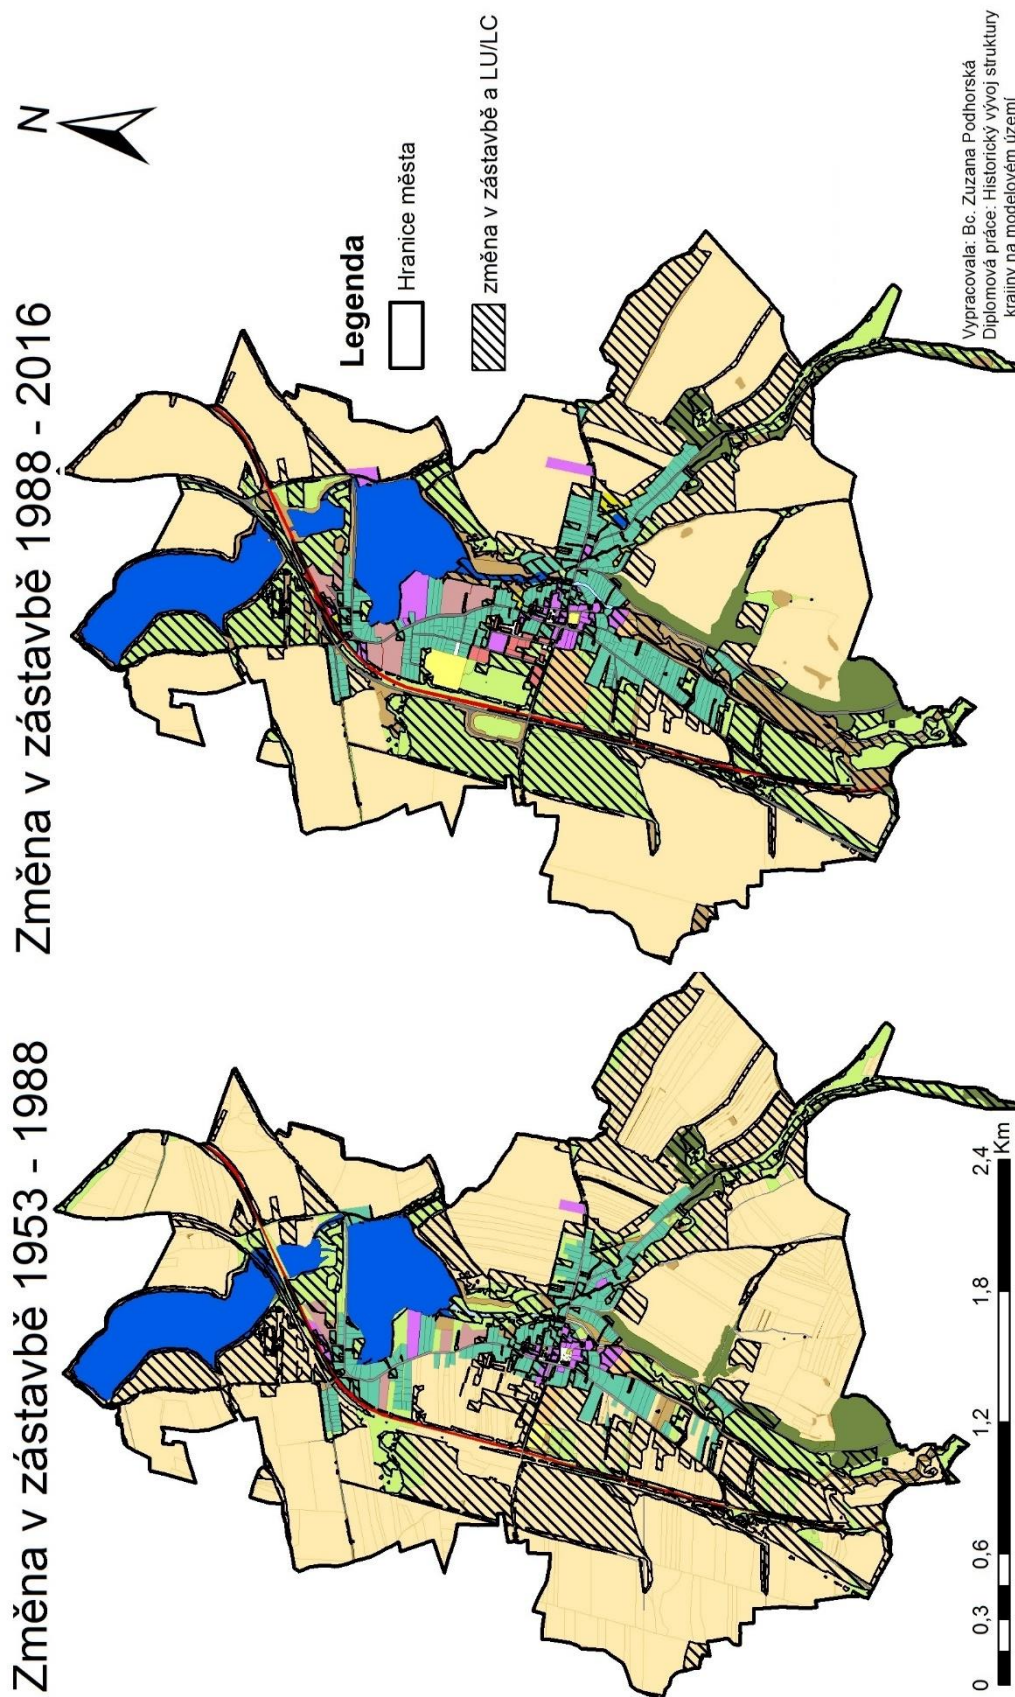 Změna v zástavbě 1953 - 1988
Změna v zástavbě 1988 - 2016
N
Legenda
Hranice města
změna v zástavbě a LU/LC
0 0,3 0,6 1,2 1,8 2,4
Km
Vypracovala: Bc. Zuzana Podhorská
Diplomová práce: Historický vývoj struktury
krajiny na modelovém území